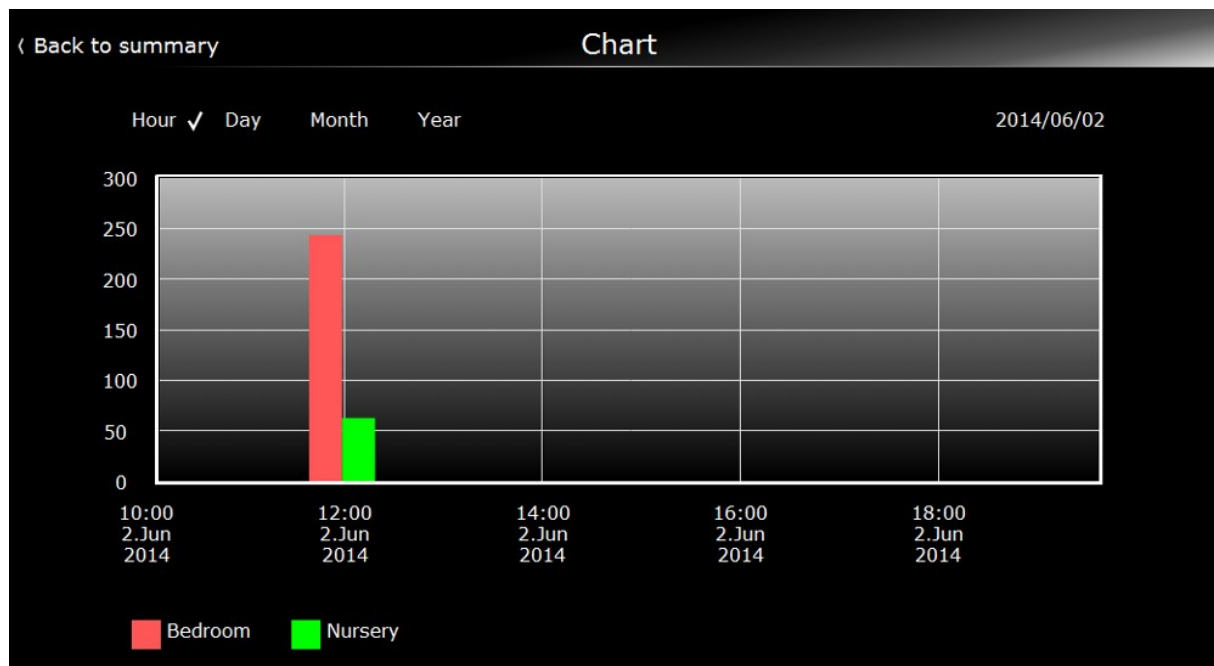 ⟨ Back to summary
Chart
Hour ✓ Day Month Year
2014/06/02
300
250
200
150
100
50
0
10:00 12:00 14:00 16:00 18:00
2.Jun 2.Jun 2.Jun 2.Jun 2.Jun
2014 2014 2014 2014 2014
Bedroom Nursery